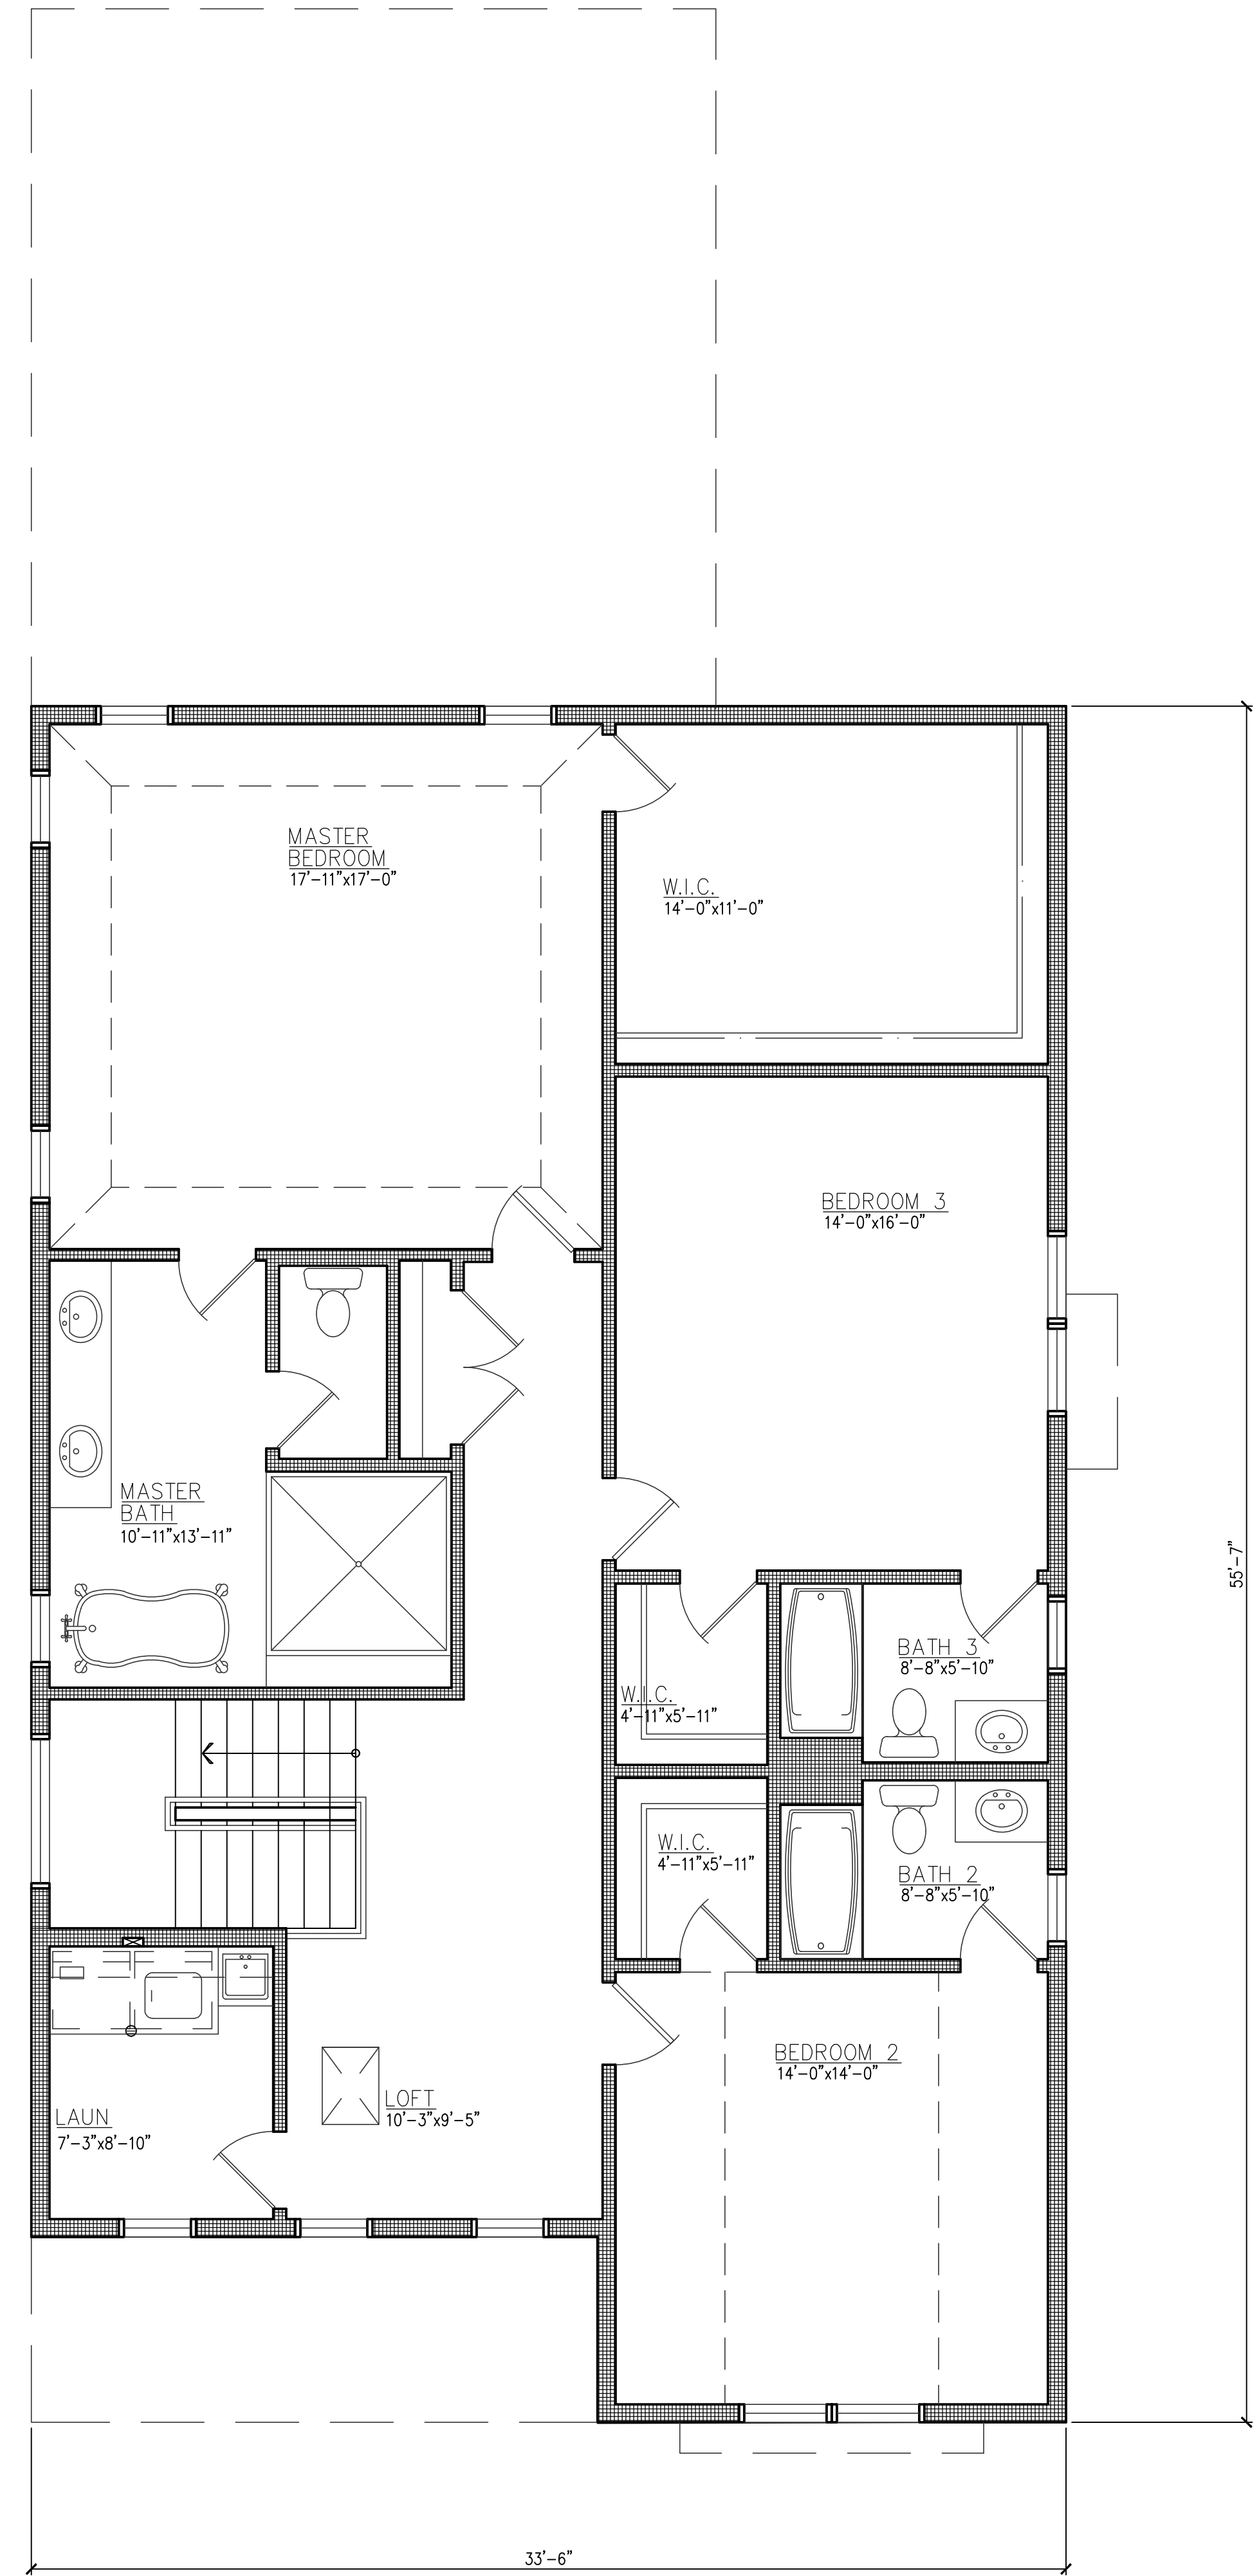 MASTER
BEDROOM
17'-11"x17'-0"
W.I.C.
14'-0"x11'-0"
BEDROOM 3
14'-0"x16'-0"
MASTER
BATH
10'-11"x13'-11"
BATH 3
8'-8"x5'-10"
W.I.C.
4'-11"x5'-11"
W.I.C.
4'-11"x5'-11"
BATH 2
8'-8"x5'-10"
BEDROOM 2
14'-0"x14'-0"
LOFT
10'-3"x9'-5"
LAUN
7'-3"x8'-10"
55'-7"
33'-6"